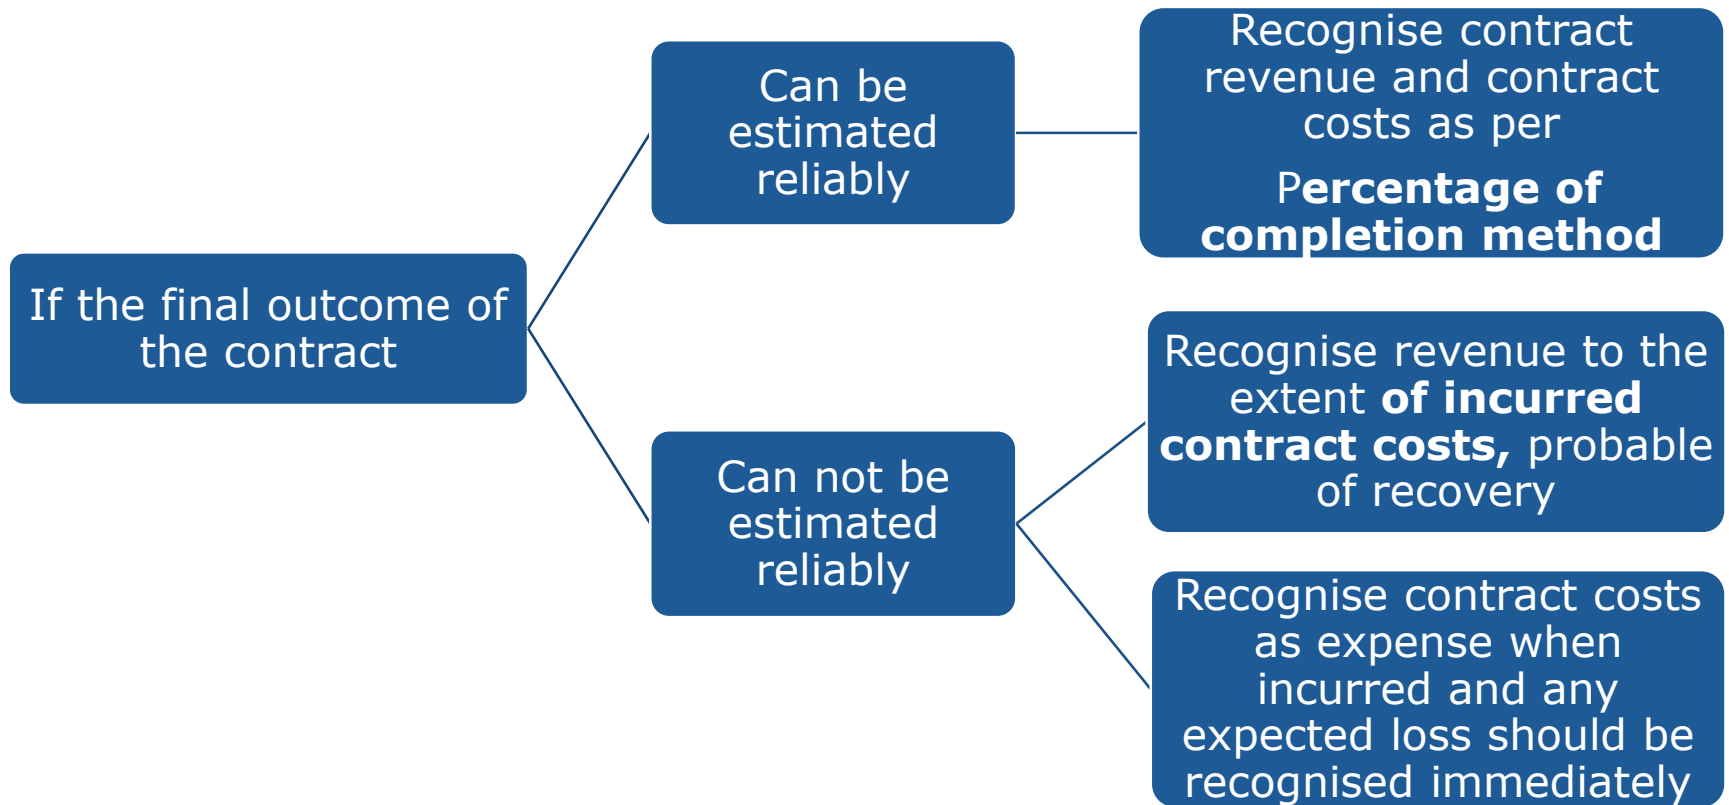 If the final outcome of
the contract
Can be
estimated
reliably
Recognise contract
revenue and contract
costs as per
Percentage of
completion method
Can not be
estimated
reliably
Recognise revenue to the
extent of incurred
contract costs, probable
of recovery
Recognise contract costs
as expense when
incurred and any
expected loss should be
recognised immediately